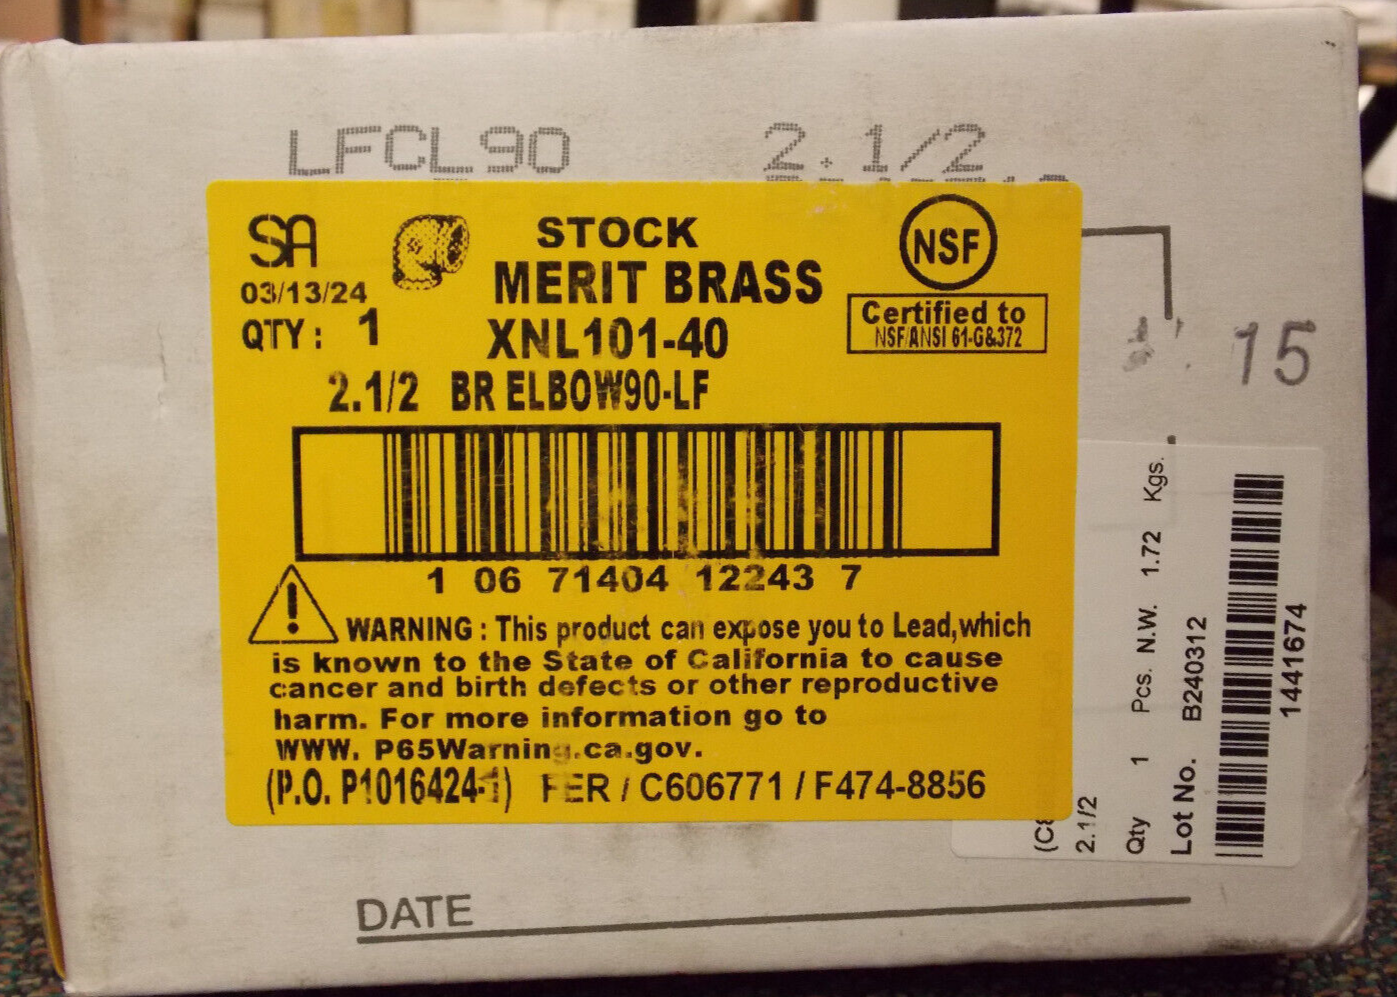 LFCL90 2.1/2
SA
03/13/24
QTY: 1
STOCK
MERIT BRASS
XNL101-40
2.1/2 BR ELBOW90-LF
NSF
Certified to
NSF/ANSI 61-G&372
1 06 71404 12243 7
WARNING : This product can expose you to Lead,which
is known to the State of California to cause
cancer and birth defects or other reproductive
harm. For more information go to
WWW. P65Warning.ca.gov.
(P.O. P1016424-1) FER / C606771 / F474-8856
15
2.1/2
Qty 1 Pcs. N.W. 1.72 Kgs.
Lot No. B240312
1441674
DATE